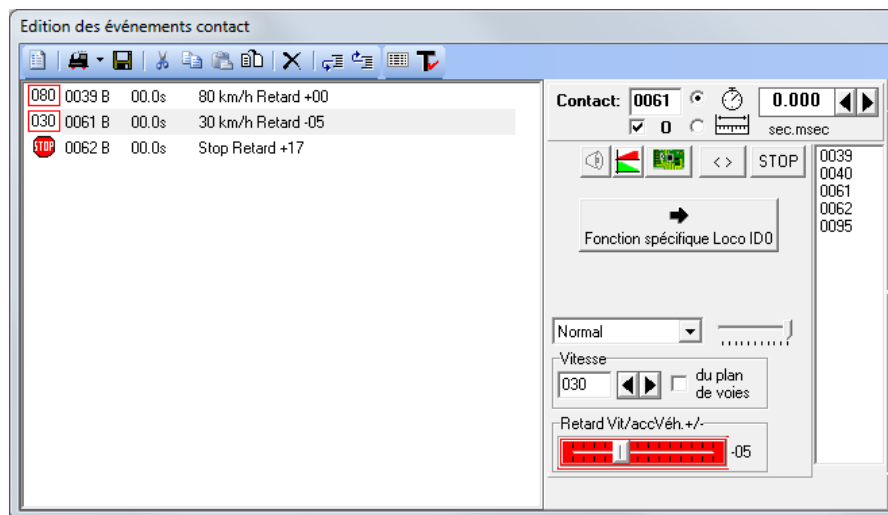 Edition des événements contact
080 0039 B 00.0s 80 km/h Retard +00
030 0061 B 00.0s 30 km/h Retard -05
STOP 0062 B 00.0s Stop Retard +17
Contact: 0061 0.000
0 sec.msec
< > STOP
0039
0040
0061
0062
0095
Fonction spécifique Loco ID0
Normal
Vitesse
030 du plan
de voies
Retard Vit/accVéh.+/-
-05